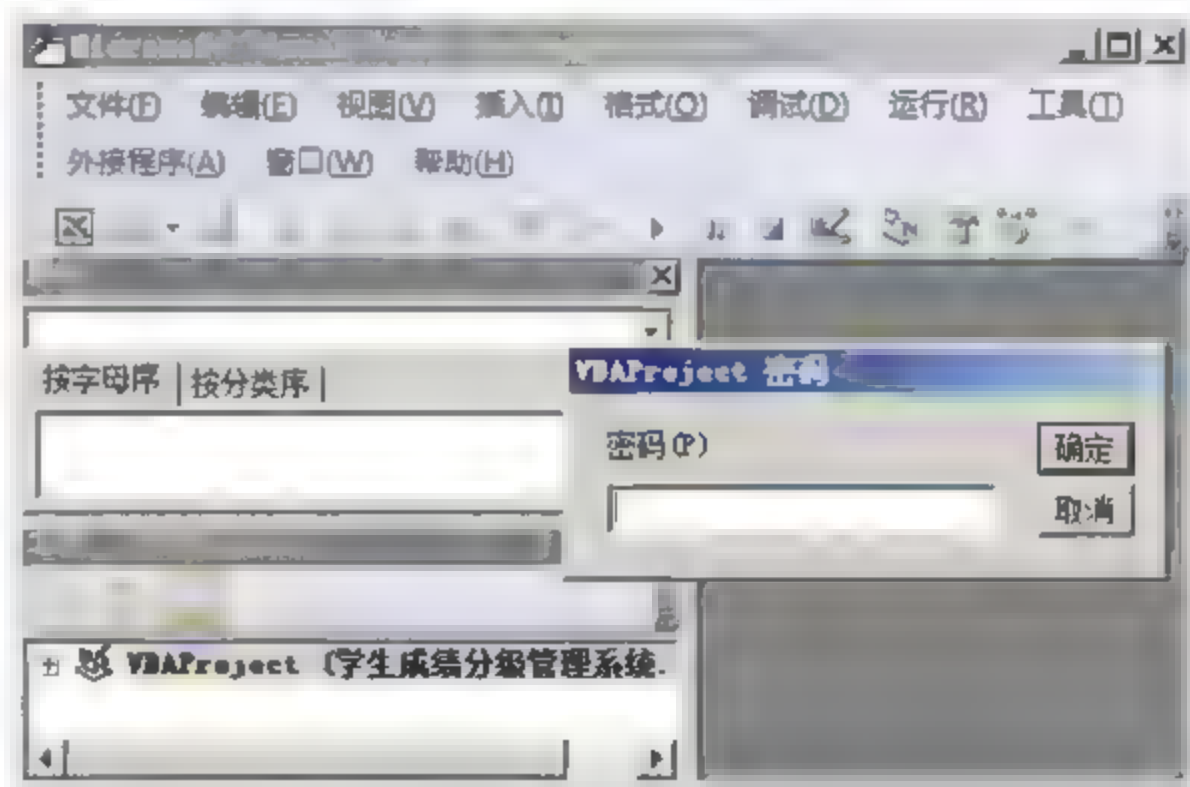 文件(F) 编辑(E) 视图(V) 插入(I) 格式(O) 调试(D) 运行(R) 工具(T)
外接程序(A) 窗口(W) 帮助(H)
按字母序 按分类序
VBAProject 密码
密码(P)
确定
取消
VBAProject (学生成绩分级管理系统.